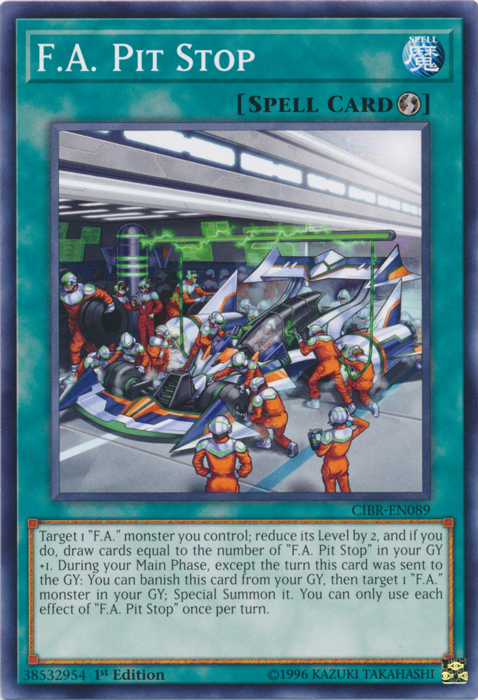 F.A. Pit Stop
SPELL
魔
[SPELL CARD]
CIBR-EN089
Target 1 "F.A." monster you control; reduce its Level by 2, and if you
do, draw cards equal to the number of "F.A. Pit Stop" in your GY
+1. During your Main Phase, except the turn this card was sent to
the GY: You can banish this card from your GY, then target 1 "F.A."
monster in your GY; Special Summon it. You can only use each
effect of "F.A. Pit Stop" once per turn.
38532954 1st Edition ©1996 KAZUKI TAKAHASHI